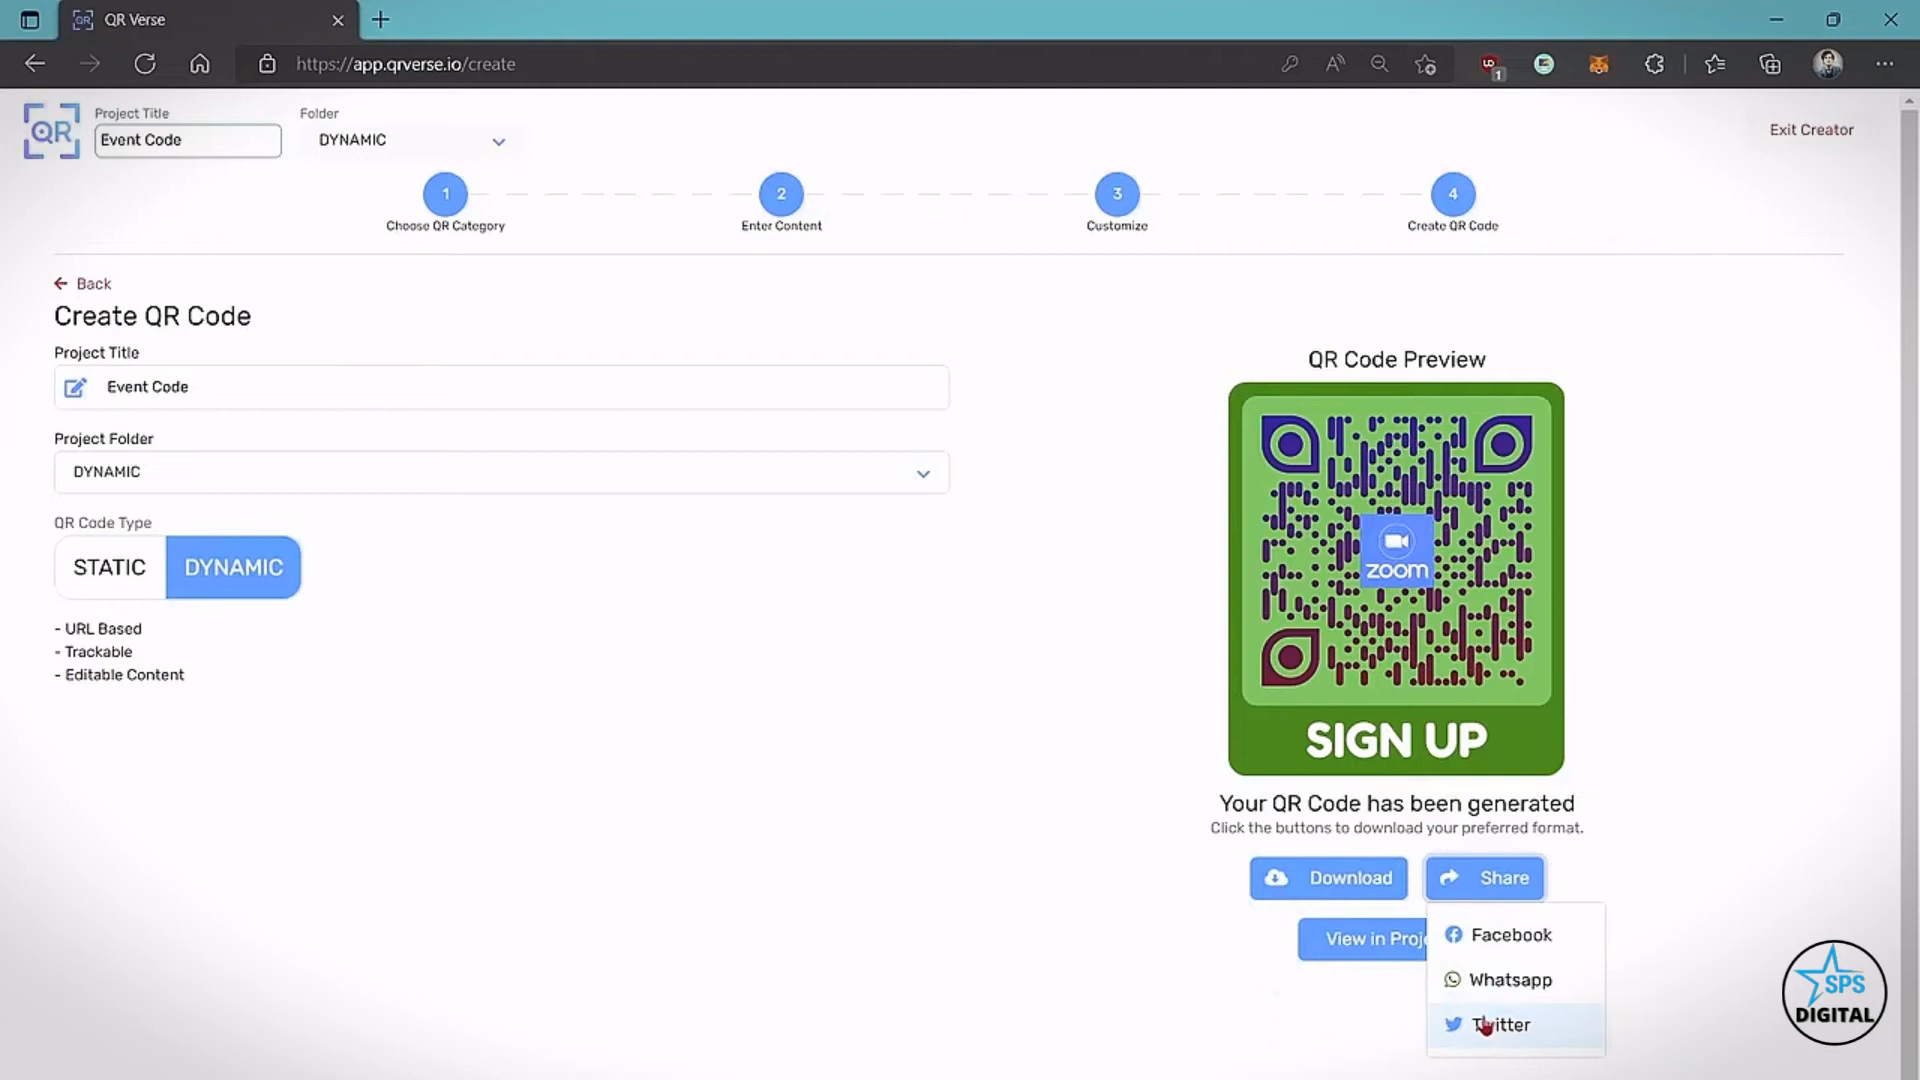 QR Verse
https://app.qrverse.io/create
1
QR
Project Title
Event Code
Folder
DYNAMIC
Exit Creator
1
2
3
4
Choose QR Category
Enter Content
Customize
Create QR Code
Back
Create QR Code
Project Title
Event Code
Project Folder
DYNAMIC
QR Code Type
STATIC
DYNAMIC
- URL Based
- Trackable
- Editable Content
QR Code Preview
zoom
SIGN UP
Your QR Code has been generated
Click the buttons to download your preferred format.
Download
Share
View in Proj
Facebook
Whatsapp
Twitter
SPS
DIGITAL